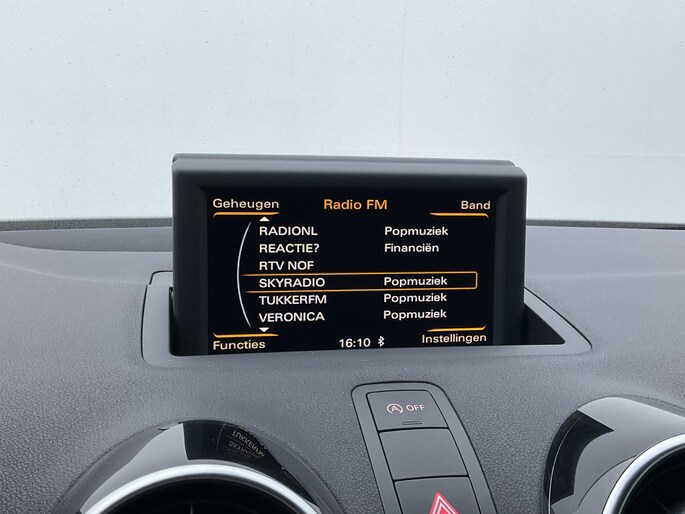 Geheugen Radio FM Band
RADIONL Popmuziek
REACTIE? Financiën
RTV NOF
SKYRADIO Popmuziek
TUKKERFM Popmuziek
VERONICA Popmuziek
Functies 16:10 Instellingen
A OFF